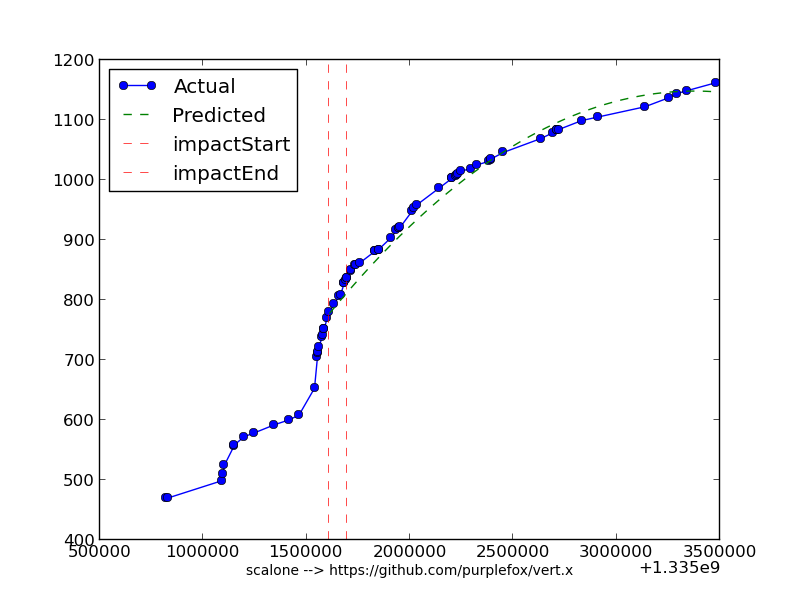 1200
1100
1000
900
800
700
600
500
400
Actual
Predicted
impactStart
impactEnd
500000 1000000 1500000 2000000 2500000 3000000 3500000
+1.335e9
scalone --> https://github.com/purplefox/vert.x